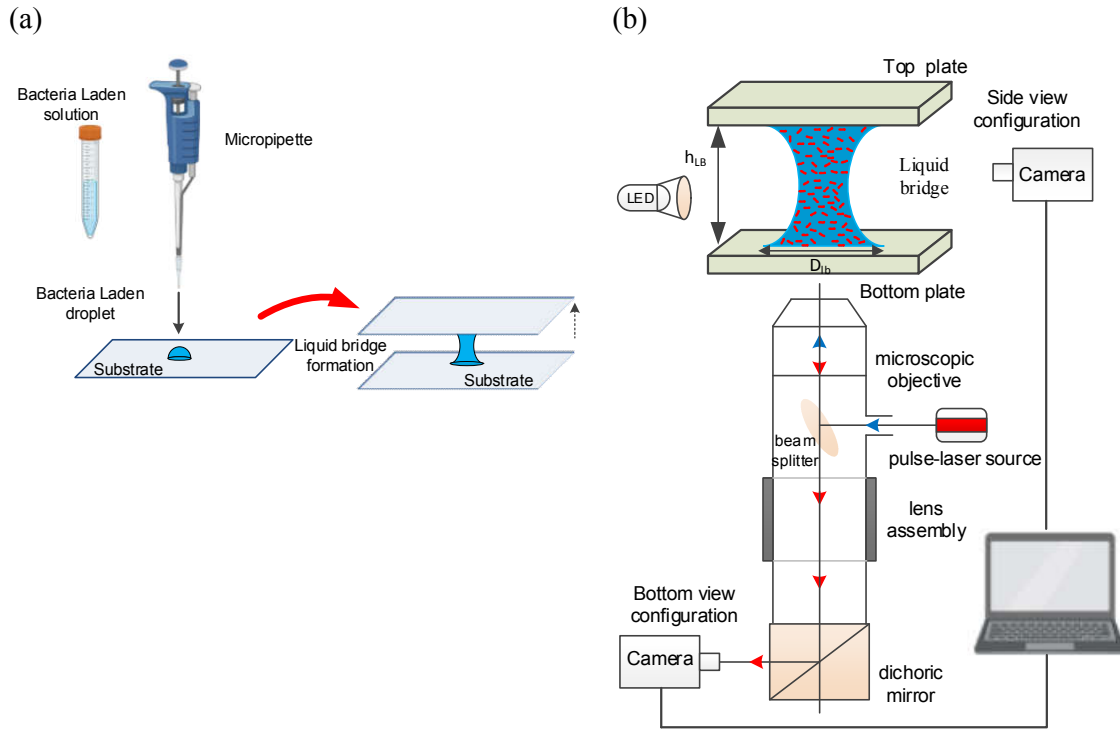 (a)
Bacteria Laden
solution
Micropipette
Bacteria Laden
droplet
Substrate
Liquid bridge
formation
Substrate
(b)
Top plate
Side view
configuration
h_LB
LED
Liquid
bridge
Camera
D_lb
Bottom plate
microscopic
objective
beam
splitter
pulse-laser source
lens
assembly
Bottom view
configuration
Camera
dichoric
mirror